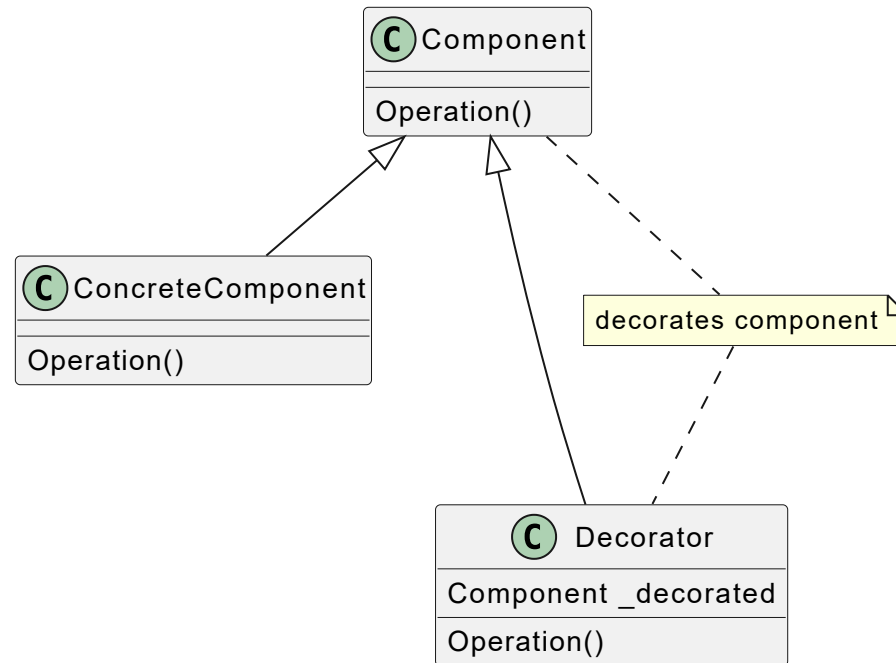 C Component
Operation()
C ConcreteComponent
Operation()
decorates component
C Decorator
Component _decorated
Operation()